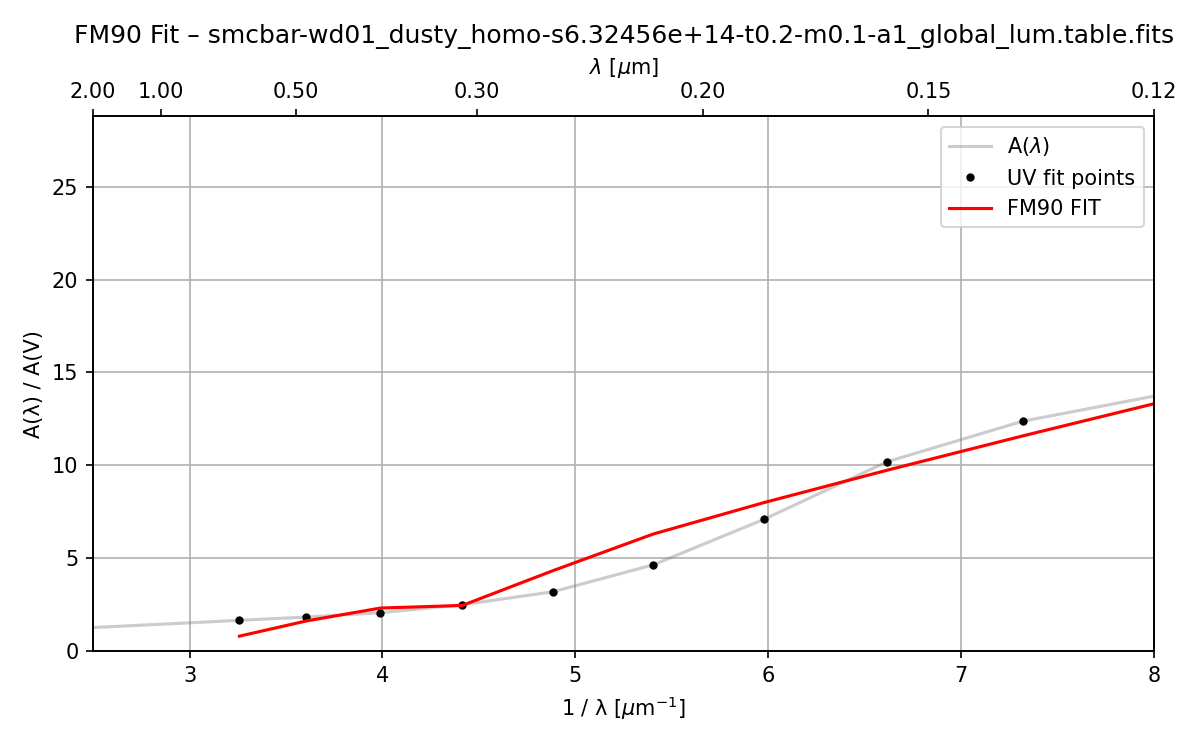 FM90 Fit – smcbar-wd01_dusty_homo-s6.32456e+14-t0.2-m0.1-a1_global_lum.table.fits
λ [μm]
2.00 1.00 0.50 0.30 0.20 0.15 0.12
A(λ)
UV fit points
FM90 FIT
25
20
15
10
5
0
A(λ) / A(V)
3 4 5 6 7 8
1 / λ [μm⁻¹]